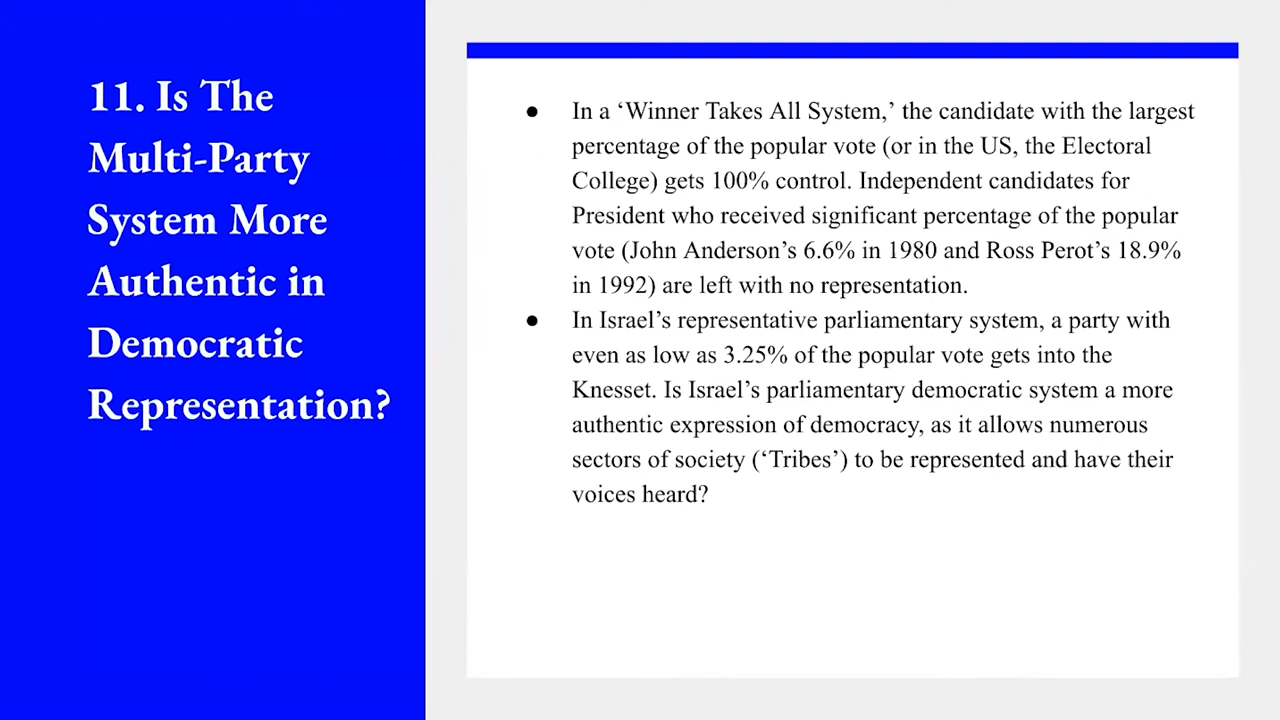 11. Is The
Multi-Party
System More
Authentic in
Democratic
Representation?
● In a ‘Winner Takes All System,’ the candidate with the largest
percentage of the popular vote (or in the US, the Electoral
College) gets 100% control. Independent candidates for
President who received significant percentage of the popular
vote (John Anderson’s 6.6% in 1980 and Ross Perot’s 18.9%
in 1992) are left with no representation.
● In Israel’s representative parliamentary system, a party with
even as low as 3.25% of the popular vote gets into the
Knesset. Is Israel’s parliamentary democratic system a more
authentic expression of democracy, as it allows numerous
sectors of society (‘Tribes’) to be represented and have their
voices heard?